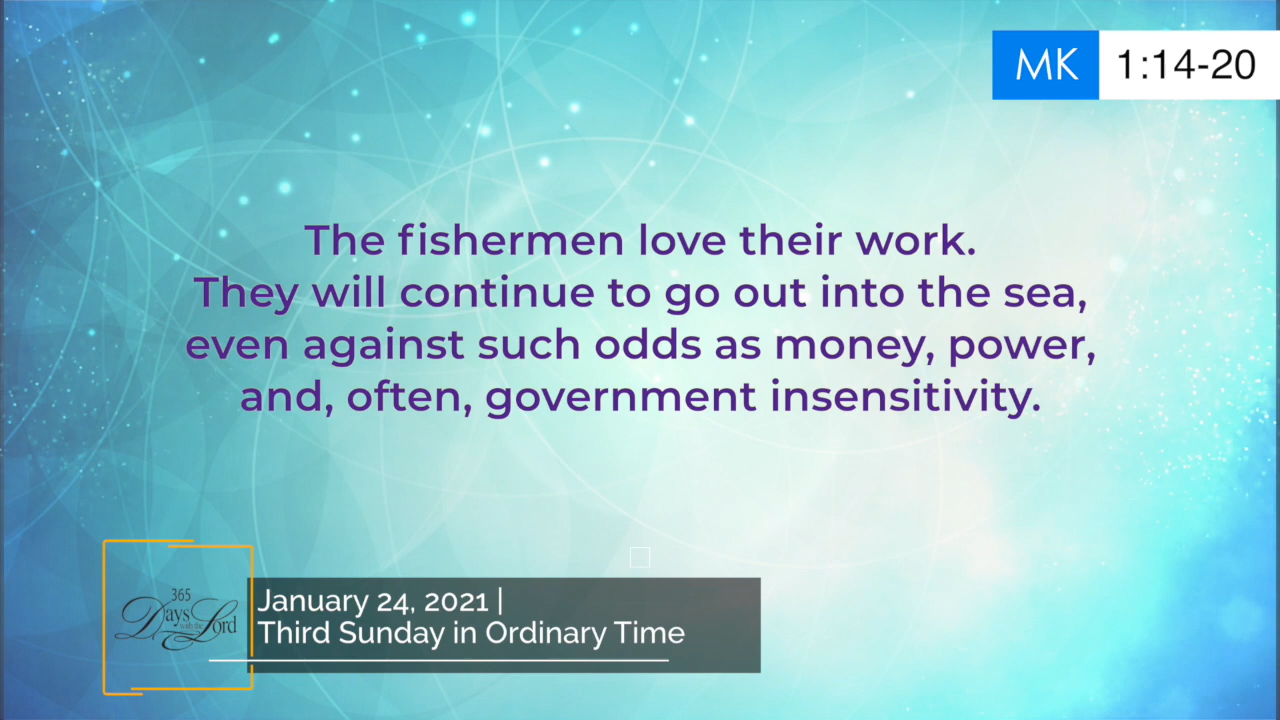 MK 1:14-20
The fishermen love their work.
They will continue to go out into the sea,
even against such odds as money, power,
and, often, government insensitivity.
365
Days with the Lord
January 24, 2021 |
Third Sunday in Ordinary Time